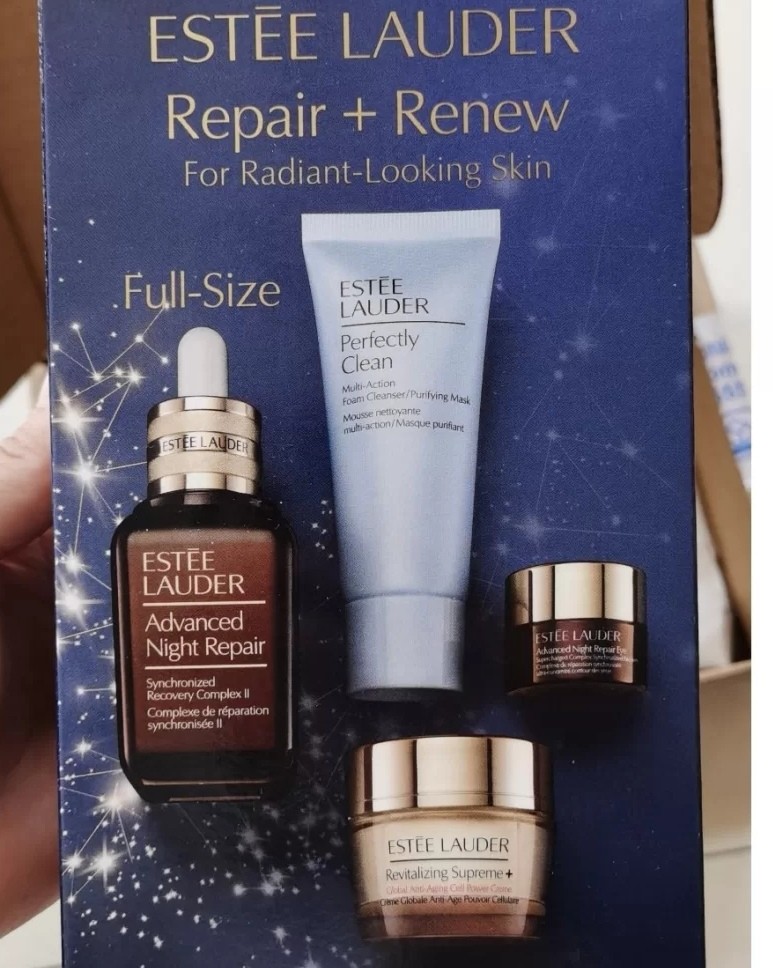 ESTĒE LAUDER
Repair + Renew
For Radiant-Looking Skin
Full-Size
ESTĒE
LAUDER
Perfectly
Clean
Multi-Action
Foam Cleanser/Purifying Mask
Mousse nettoyante
multi-action/Masque purifiant
ESTĒE LAUDER
ESTĒE
LAUDER
Advanced
Night Repair
Synchronized
Recovery Complex II
Complexe de réparation
synchronisée II
ESTĒE LAUDER
Advanced Night Repair Eye
ESTĒE LAUDER
Revitalizing Supreme+
Global Anti-Aging Cell Power Creme
Crème Globale Anti-Age Pouvoir Cellulaire